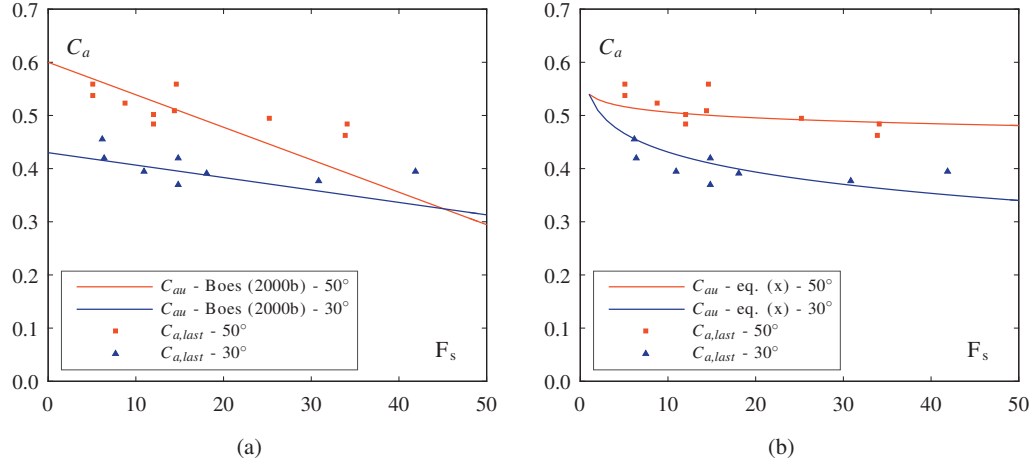 0.7
0.6
0.5
0.4
0.3
0.2
0.1
0.0
C_a
C_au - Boes (2000b) - 50°
C_au - Boes (2000b) - 30°
C_a,last - 50°
C_a,last - 30°
F_s
0 10 20 30 40 50
(a)
0.7
0.6
0.5
0.4
0.3
0.2
0.1
0.0
C_a
C_au - eq. (x) - 50°
C_au - eq. (x) - 30°
C_a,last - 50°
C_a,last - 30°
F_s
0 10 20 30 40 50
(b)